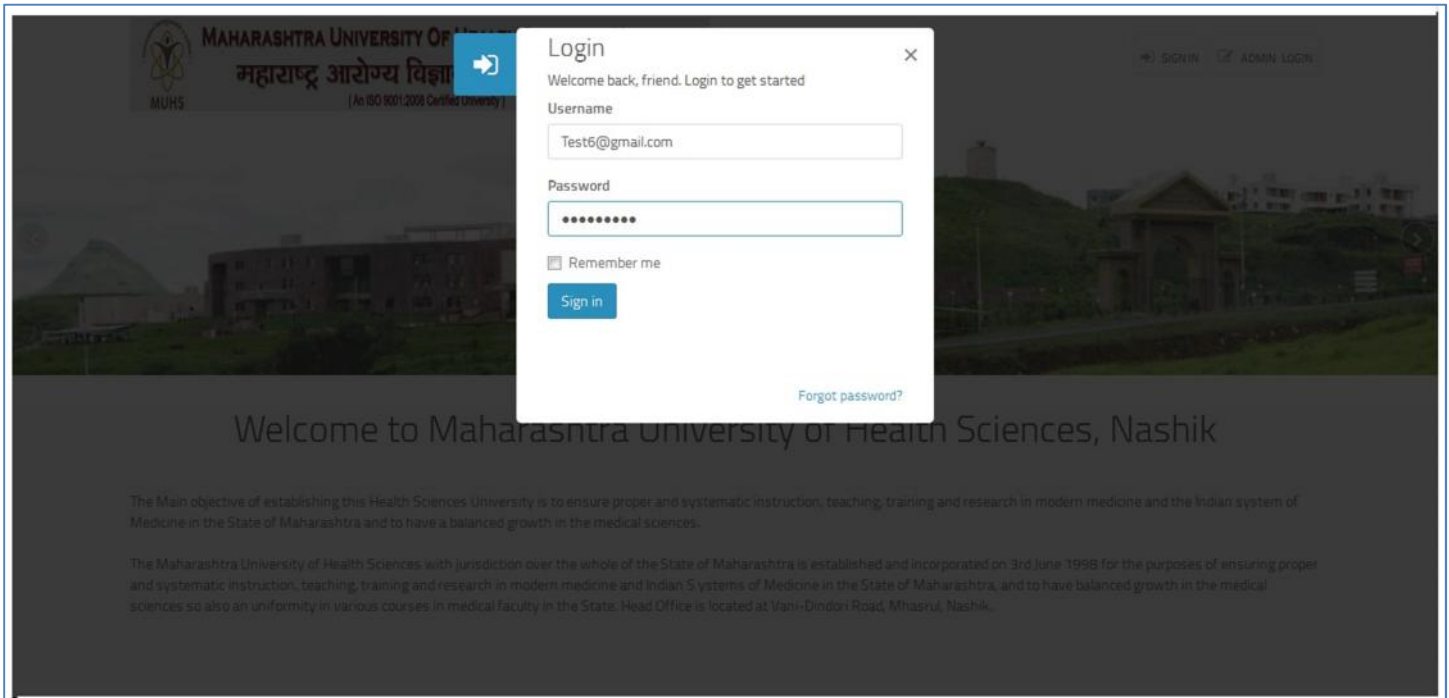 MAHARASHTRA UNIVERSITY OF
महाराष्ट्र आरोग्य
[An ISO 9001:2008 Certified University]
MUHS
SIGNIN ADMIN LOGIN
Login
×
Welcome back, friend. Login to get started
Username
Test6@gmail.com
Password
•••••••••
Remember me
Sign in
Forgot password?
Welcome to Maharashtra University of Health Sciences, Nashik
The Main objective of establishing this Health Sciences University is to ensure proper and systematic instruction, teaching, training and research in modern medicine and the Indian system of
Medicine in the State of Maharashtra and to have a balanced growth in the medical sciences.
The Maharashtra University of Health Sciences with jurisdiction over the whole of the State of Maharashtra is established and incorporated on 3rd June 1998 for the purposes of ensuring proper
and systematic instruction, teaching, training and research in modern medicine and Indian S ystems of Medicine in the State of Maharashtra, and to have balanced growth in the medical
sciences so also an uniformity in various courses in medical faculty in the State. Head Office is located at Vani-Dindori Road, Mhasrul, Nashik.